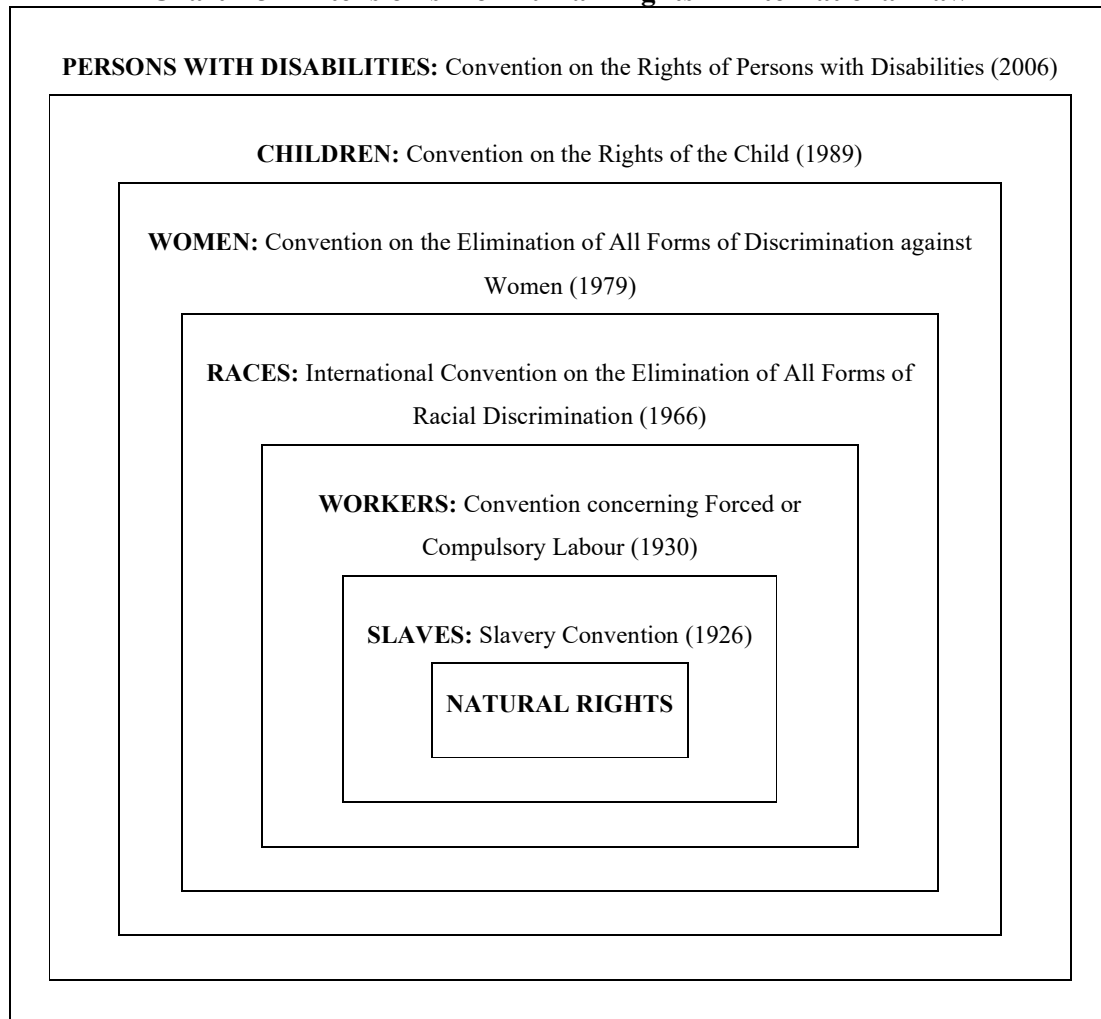 PERSONS WITH DISABILITIES: Convention on the Rights of Persons with Disabilities (2006)
CHILDREN: Convention on the Rights of the Child (1989)
WOMEN: Convention on the Elimination of All Forms of Discrimination against
Women (1979)
RACES: International Convention on the Elimination of All Forms of
Racial Discrimination (1966)
WORKERS: Convention concerning Forced or
Compulsory Labour (1930)
SLAVES: Slavery Convention (1926)
NATURAL RIGHTS